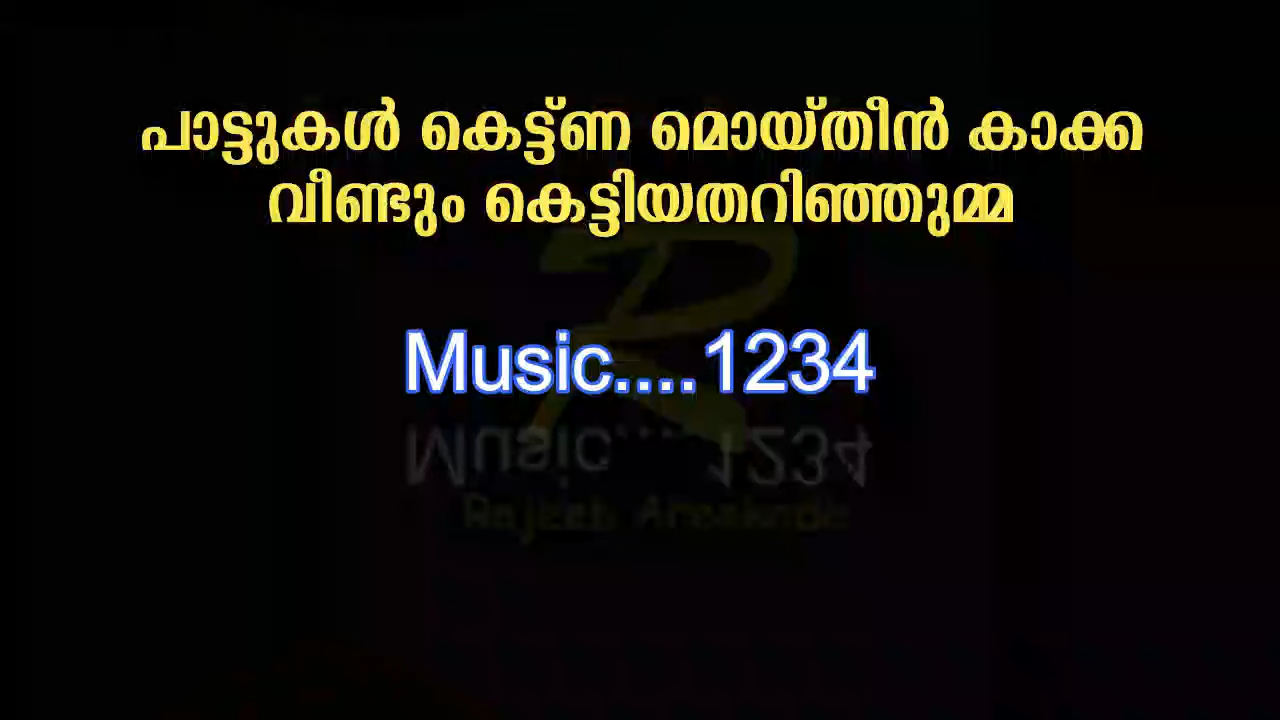 പാട്ടുകൾ കെട്ട്ണ മൊയ്തീൻ കാക്ക
വീണ്ടും കെട്ടിയതറിഞ്ഞുമ്മ
Music....1234